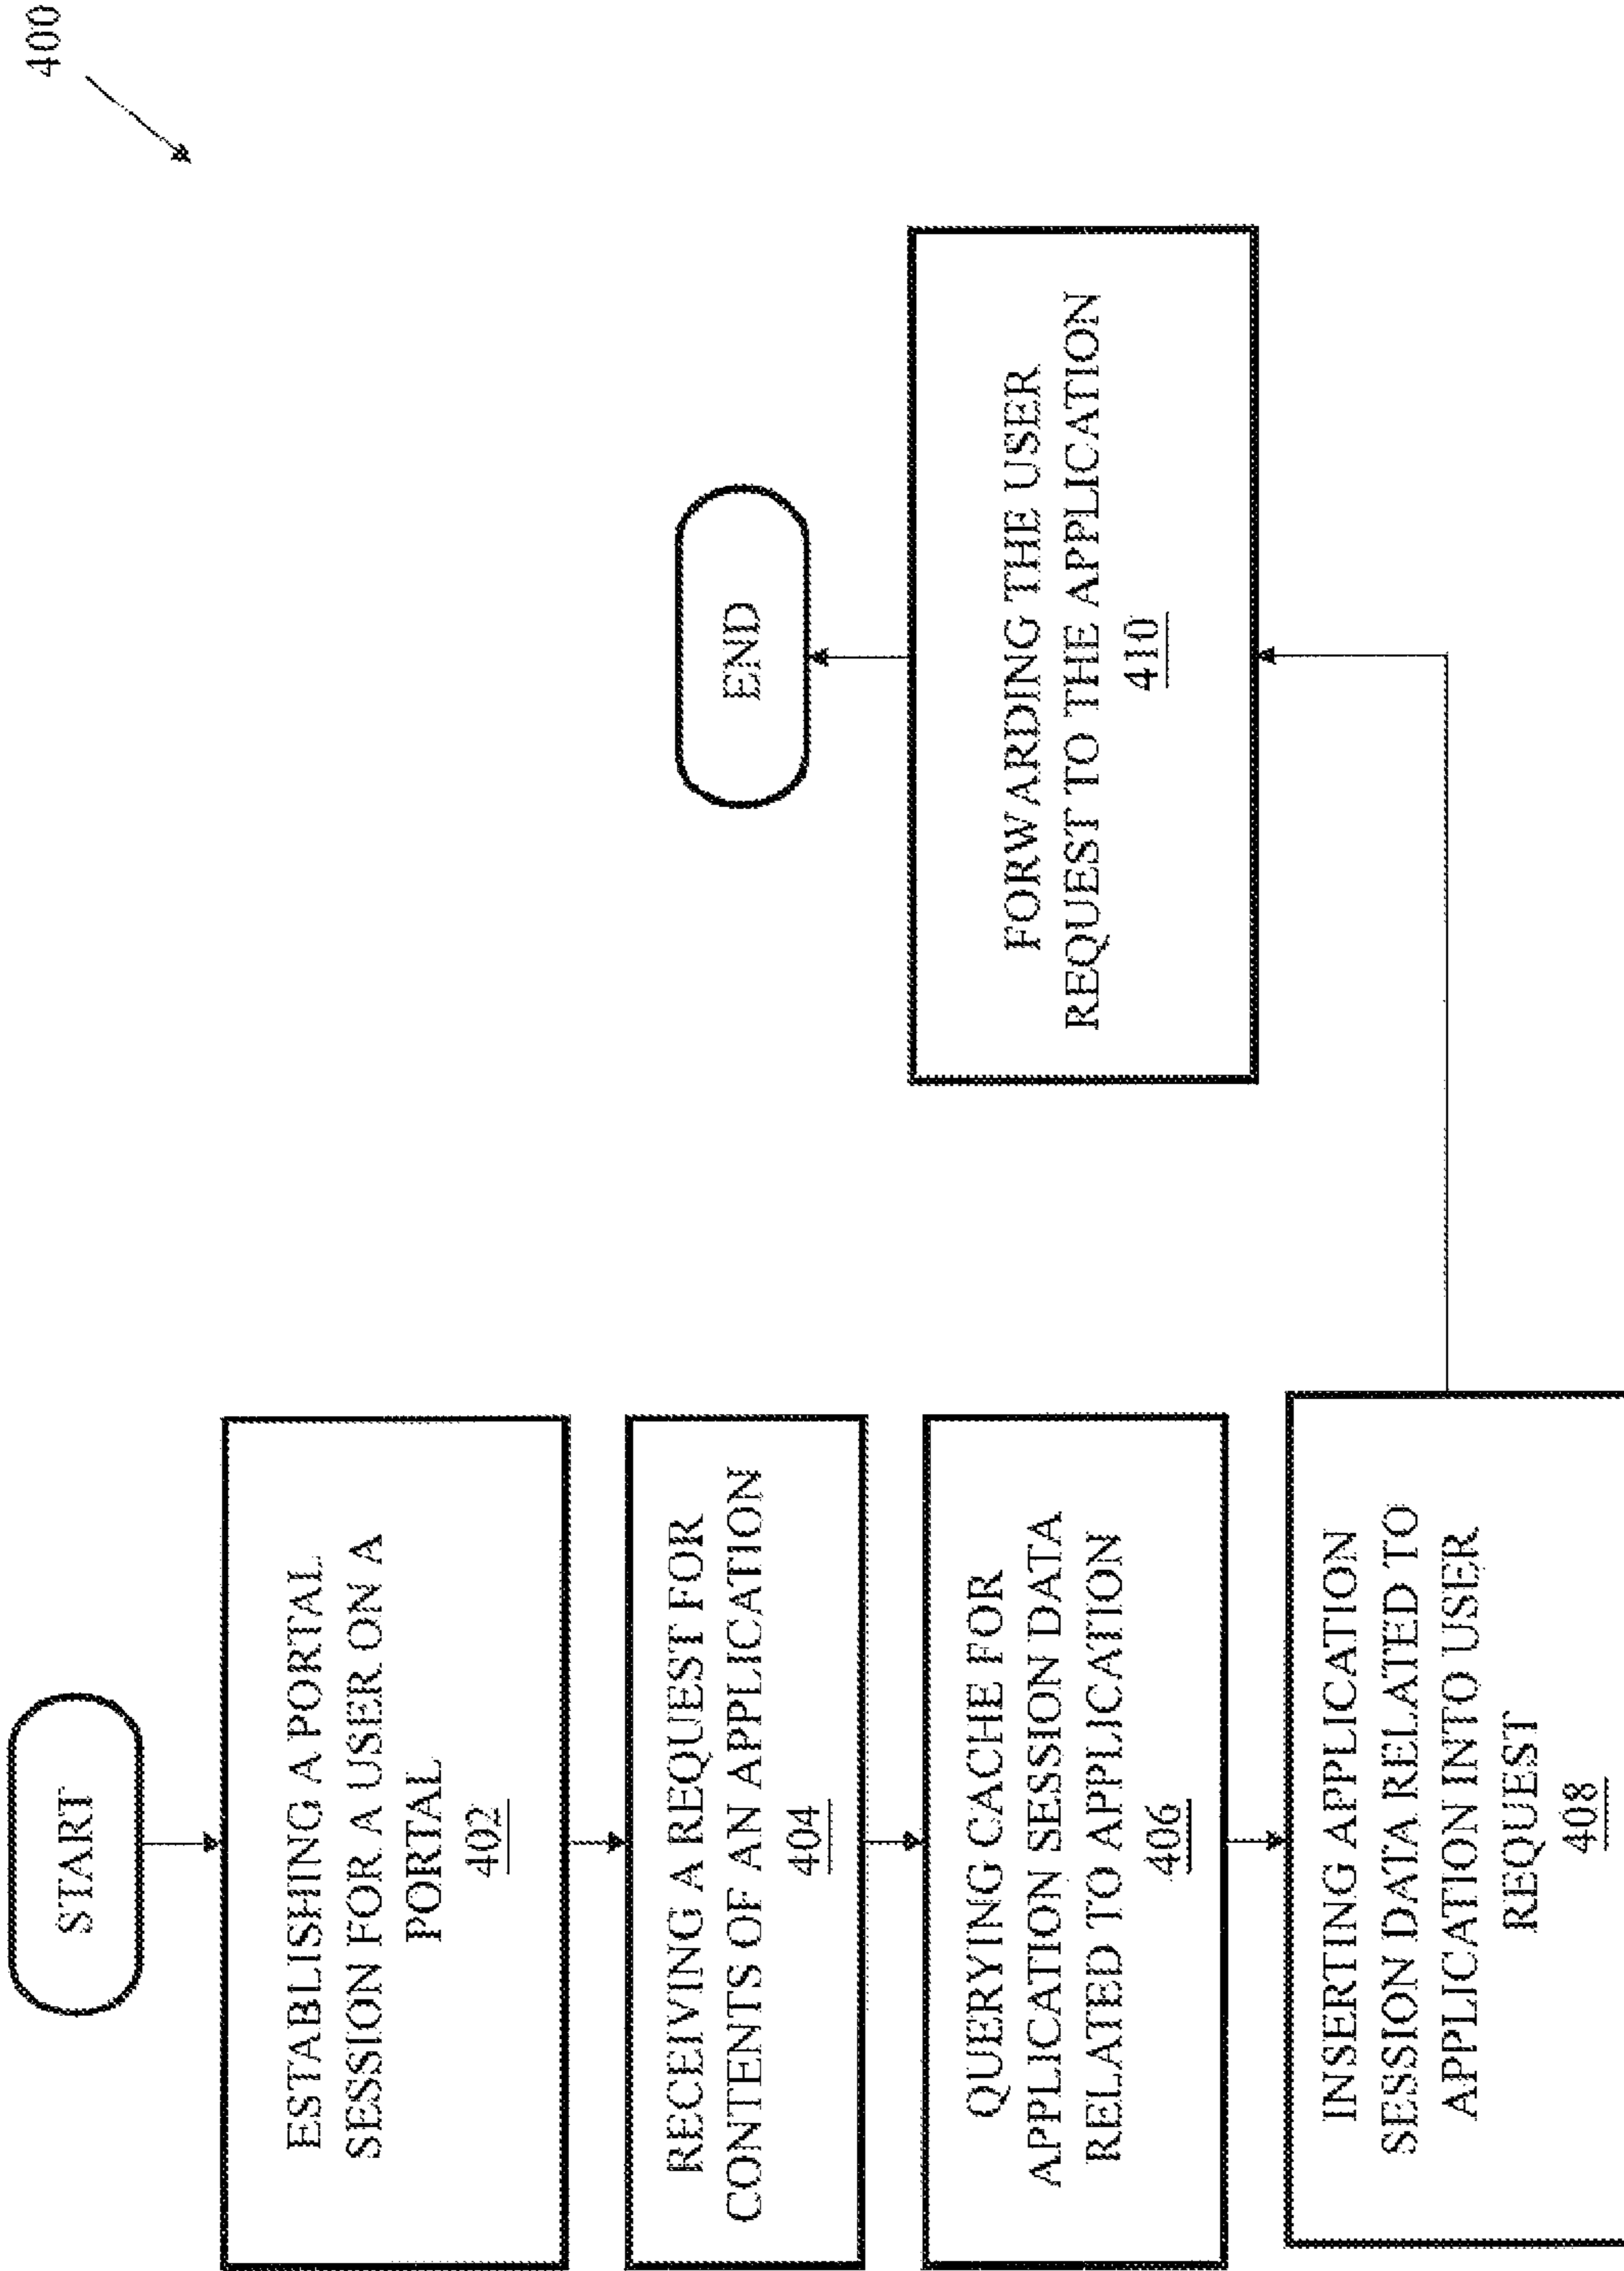 400
START
ESTABLISHING A PORTAL
SESSION FOR A USER ON A
PORTAL
402
RECEIVING A REQUEST FOR
CONTENTS OF AN APPLICATION
404
QUERYING CACHE FOR
APPLICATION SESSION DATA
RELATED TO APPLICATION
406
INSERTING APPLICATION
SESSION DATA RELATED TO
APPLICATION INTO USER
REQUEST
408
FORWARDING THE USER
REQUEST TO THE APPLICATION
410
END